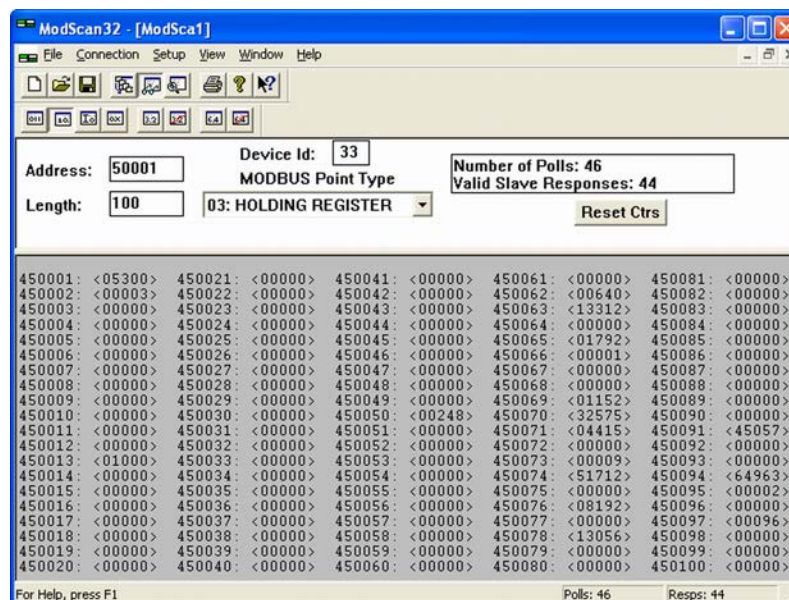 ModScan32 - [ModSca1]
File Connection Setup View Window Help
Address: 50001
Device Id: 33
MODBUS Point Type
Length: 100
03: HOLDING REGISTER
Number of Polls: 46
Valid Slave Responses: 44
Reset Ctrs
450001: <05300> 450021: <00000> 450041: <00000> 450061: <00000> 450081: <00000>
450002: <00003> 450022: <00000> 450042: <00000> 450062: <00640> 450082: <00000>
450003: <00000> 450023: <00000> 450043: <00000> 450063: <13312> 450083: <00000>
450004: <00000> 450024: <00000> 450044: <00000> 450064: <00000> 450084: <00000>
450005: <00000> 450025: <00000> 450045: <00000> 450065: <01792> 450085: <00000>
450006: <00000> 450026: <00000> 450046: <00000> 450066: <00001> 450086: <00000>
450007: <00000> 450027: <00000> 450047: <00000> 450067: <00000> 450087: <00000>
450008: <00000> 450028: <00000> 450048: <00000> 450068: <00000> 450088: <00000>
450009: <00000> 450029: <00000> 450049: <00000> 450069: <01152> 450089: <00000>
450010: <00000> 450030: <00000> 450050: <00248> 450070: <32575> 450090: <00000>
450011: <00000> 450031: <00000> 450051: <00000> 450071: <04415> 450091: <45057>
450012: <00000> 450032: <00000> 450052: <00000> 450072: <00000> 450092: <00000>
450013: <01000> 450033: <00000> 450053: <00000> 450073: <00009> 450093: <00000>
450014: <00000> 450034: <00000> 450054: <00000> 450074: <51712> 450094: <64963>
450015: <00000> 450035: <00000> 450055: <00000> 450075: <00000> 450095: <00002>
450016: <00000> 450036: <00000> 450056: <00000> 450076: <08192> 450096: <00000>
450017: <00000> 450037: <00000> 450057: <00000> 450077: <00000> 450097: <00096>
450018: <00000> 450038: <00000> 450058: <00000> 450078: <13056> 450098: <00000>
450019: <00000> 450039: <00000> 450059: <00000> 450079: <00000> 450099: <00000>
450020: <00000> 450040: <00000> 450060: <00000> 450080: <00000> 450100: <00000>
For Help, press F1
Polls: 46
Resps: 44